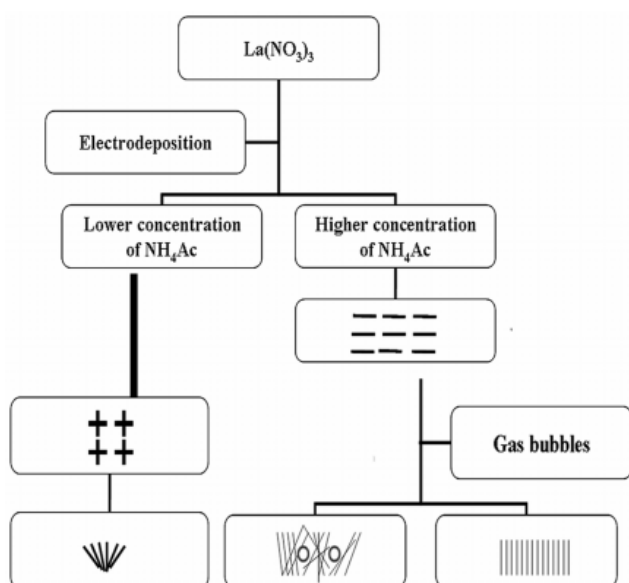 La(NO₃)₃
Electrodeposition
Lower concentration
of NH₄Ac
Higher concentration
of NH₄Ac
Gas bubbles